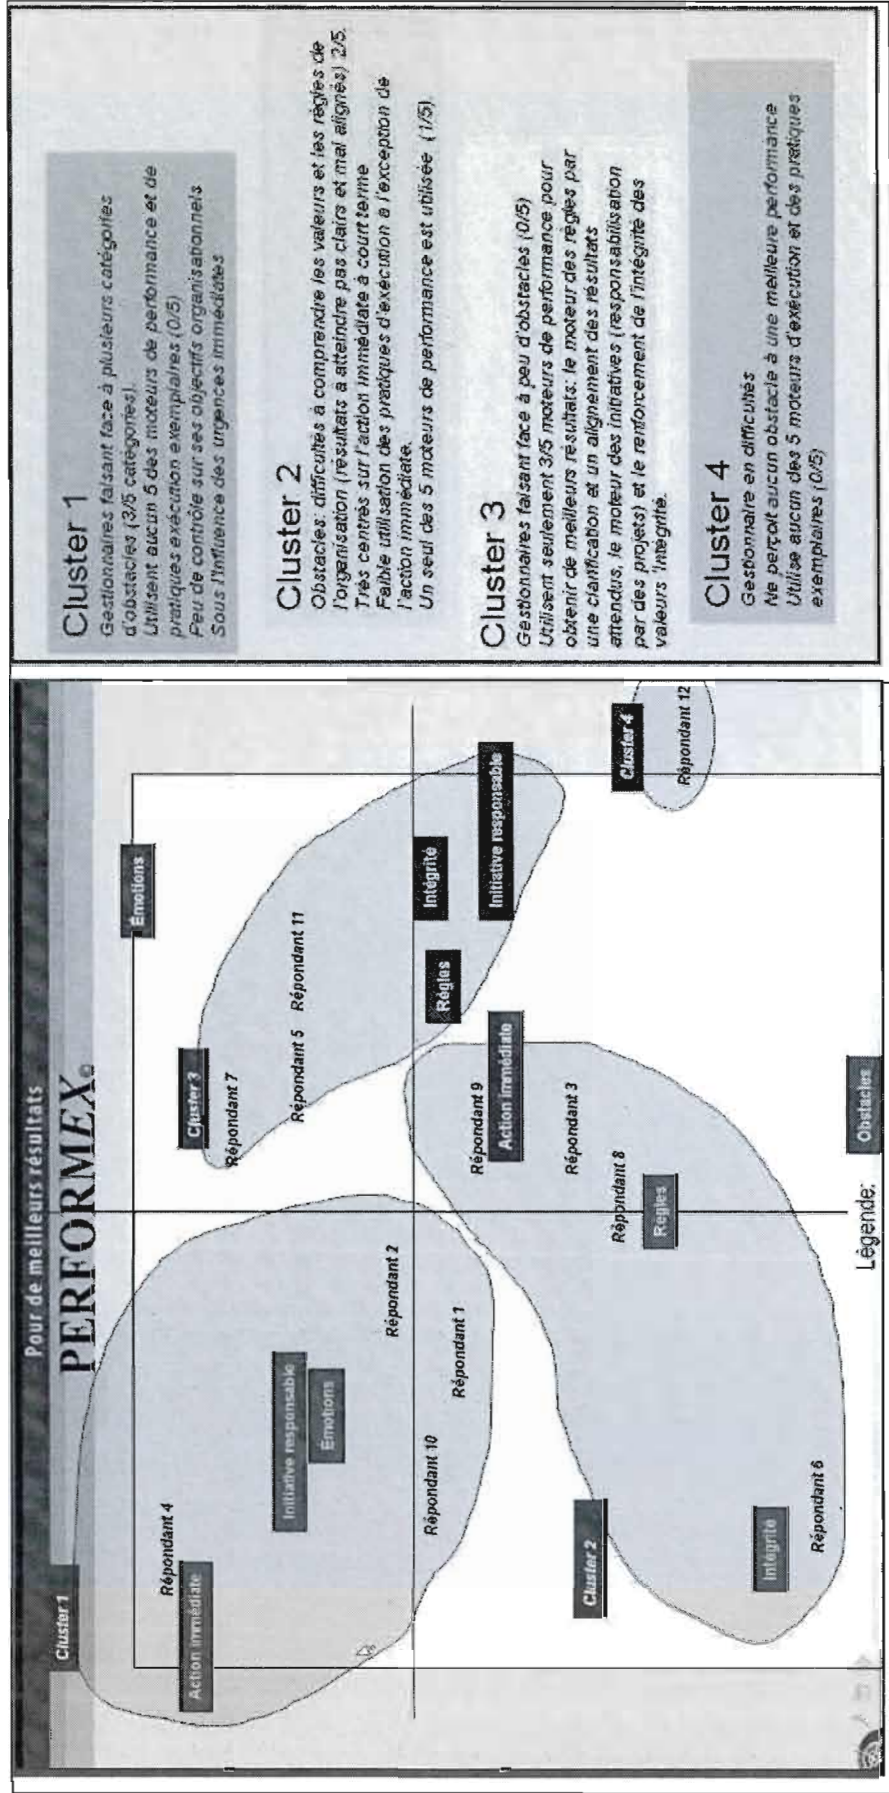 Pour de meilleurs résultats
PERFORMEX©
Cluster 1
Répondant 4
Action immédiate
Initiative responsable
Émotions
Répondant 2
Répondant 10
Répondant 1
Émotions
Cluster 3
Répondant 7
Répondant 5
Répondant 11
Règles
Intégrité
Initiative responsable
Répondant 9
Action immédiate
Répondant 3
Répondant 8
Règles
Cluster 2
Intégrité
Répondant 6
Cluster 4
Répondant 12
Légende:
Obstacles
Cluster 1
Gestionnaires faisant face à plusieurs catégories
d'obstacles (3/5 catégories).
Utilisent aucun 5 des moteurs de performance et de
pratiques exécution exemplaires (0/5)
Peu de contrôle sur ses objectifs organisationnels
Sous l'influence des urgences immédiates
Cluster 2
Obstacles: difficultés à comprendre les valeurs et les règles de
l'organisation (résultats à atteindre pas clairs et mal alignés) 2/5.
Très centrés sur l'action immédiate à court terme
Faible utilisation des pratiques d'exécution à l'exception de
l'action immédiate.
Un seul des 5 moteurs de performance est utilisée (1/5).
Cluster 3
Gestionnaires faisant face à peu d'obstacles (0/5)
Utilisent seulement 3/5 moteurs de performance pour
obtenir de meilleurs résultats: le moteur des règles par
une clarification et un alignement des résultats
attendus, le moteur des initiatives (responsabilisation
par des projets) et le renforcement de l'intégrité des
valeurs 'Intégrité.
Cluster 4
Gestionnaire en difficultés
Ne perçoit aucun obstacle à une meilleure performance
Utilise aucun des 5 moteurs d'exécution et des pratiques
exemplaires (0/5)